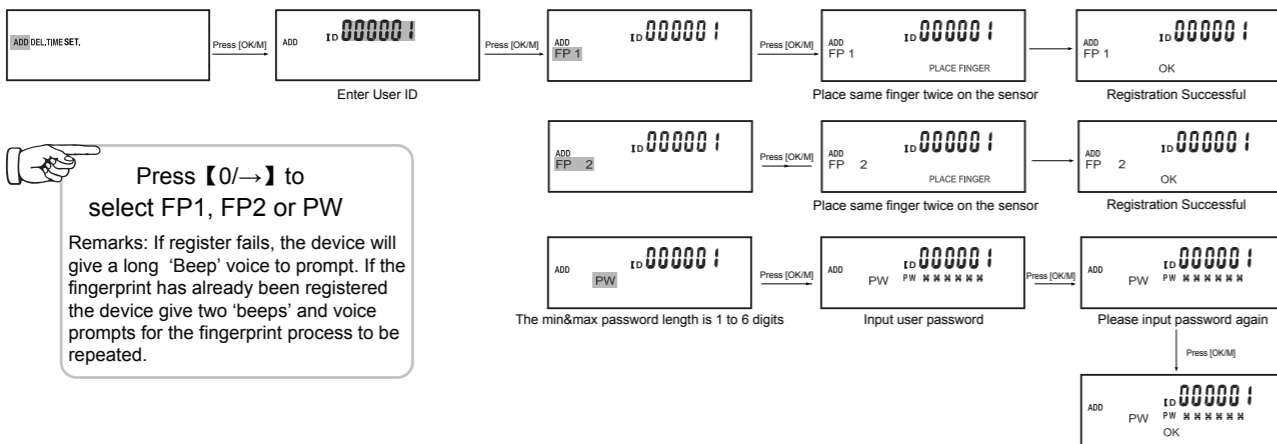 ADD DEL,TIME SET,
Press [OK/M]
ADD
ID 000001
Enter User ID
Press [OK/M]
ID 000001
ADD
FP 1
Press [OK/M]
ID 000001
ADD
FP 1
PLACE FINGER
Place same finger twice on the sensor
ID 000001
ADD
FP 1
OK
Registration Successful
ID 000001
ADD
FP 2
Press [OK/M]
ID 000001
ADD
FP 2
PLACE FINGER
Place same finger twice on the sensor
ID 000001
ADD
FP 2
OK
Registration Successful
ID 000001
ADD
PW
The min&max password length is 1 to 6 digits
Press [OK/M]
ID 000001
ADD
PW PW ******
Input user password
Press [OK/M]
ID 000001
ADD
PW PW ******
Please input password again
Press [OK/M]
ID 000001
ADD
PW PW ******
OK
Press【0/→】to
select FP1, FP2 or PW
Remarks: If register fails, the device will
give a long ‘Beep’ voice to prompt. If the
fingerprint has already been registered
the device give two ‘beeps’ and voice
prompts for the fingerprint process to be
repeated.